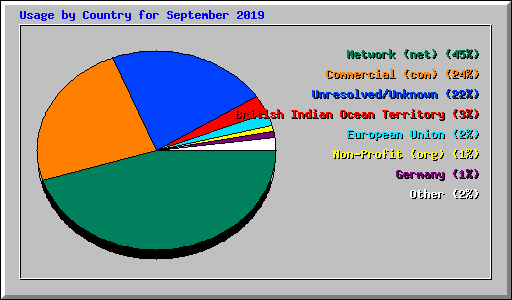 Usage by Country for September 2019
Network (net) (45%)
Commercial (com) (24%)
Unresolved/Unknown (22%)
British Indian Ocean Territory (3%)
European Union (2%)
Non-Profit (org) (1%)
Germany (1%)
Other (2%)